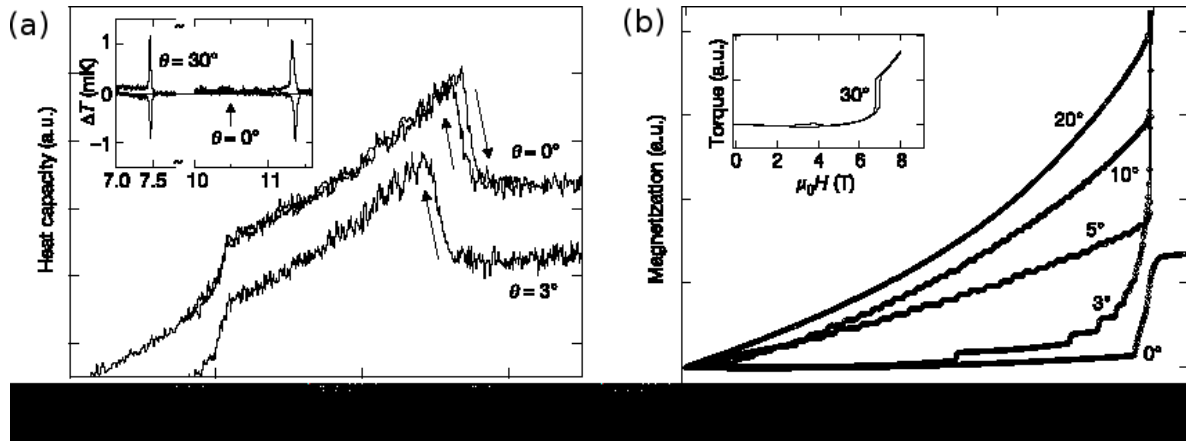 (a)
Heat capacity (a.u.)
ΔT (mK)
1
0
-1
θ = 30°
θ = 0°
~
~
7.0 7.5 10 11
θ = 0°
θ = 3°
(b)
Magnetization (a.u.)
Torque (a.u.)
30°
0 2 4 6 8
μ₀H (T)
20°
10°
5°
3°
0°